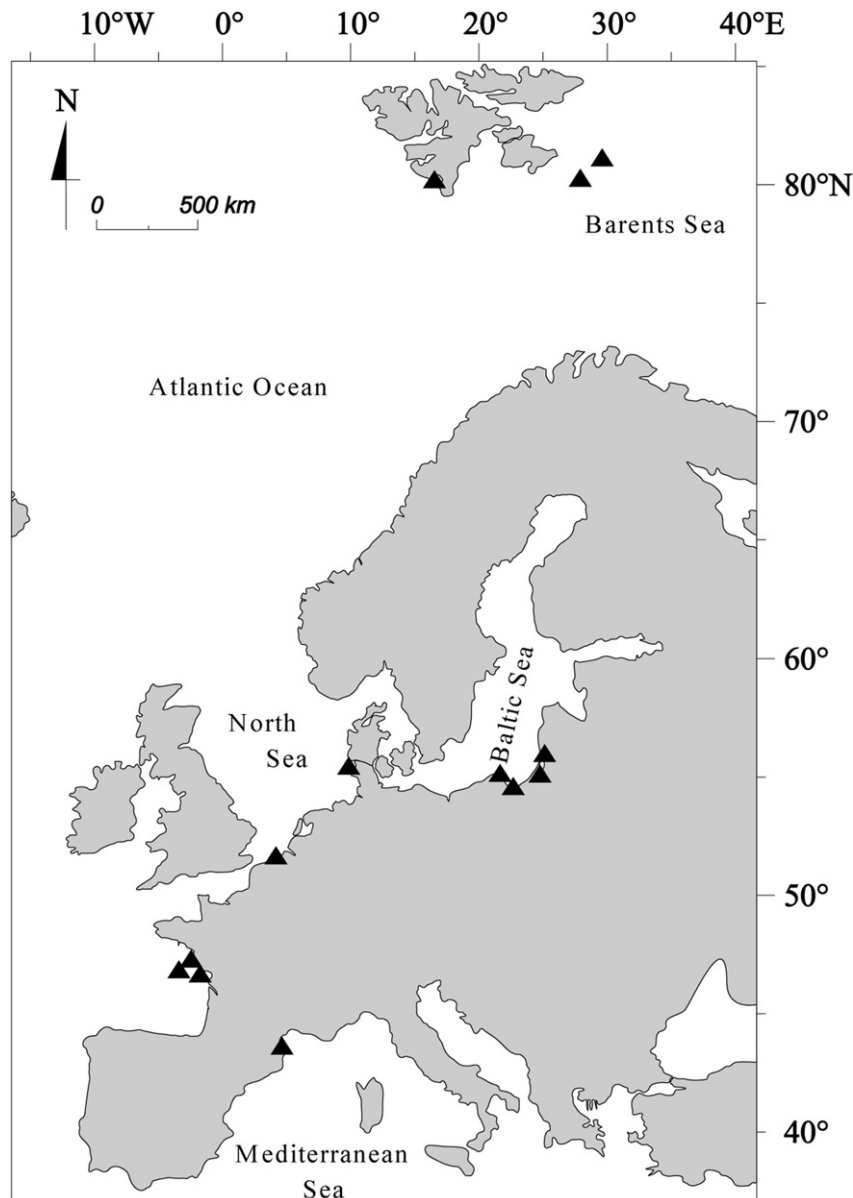 10°W 0° 10°E 20°E 30°E 40°E
N
0 500 km
80°N
Barents Sea
Atlantic Ocean
70°
60°
Baltic Sea
North
Sea
50°
40°
Mediterranean
Sea